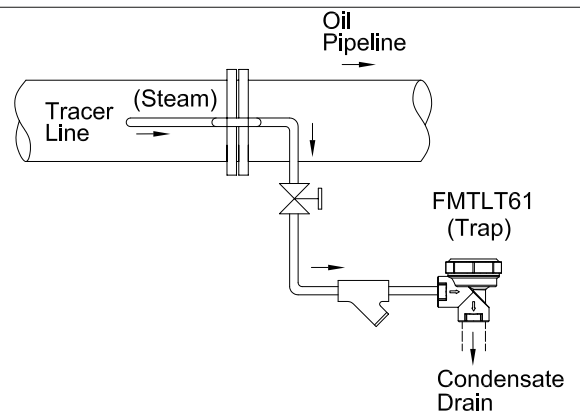 Oil
Pipeline
(Steam)
Tracer
Line
FMTLT61
(Trap)
Condensate
Drain